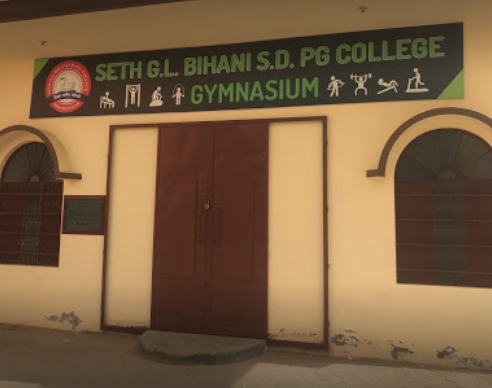 SETH G.L. BIHANI S.D. PG COLLEGE
GYMNASIUM